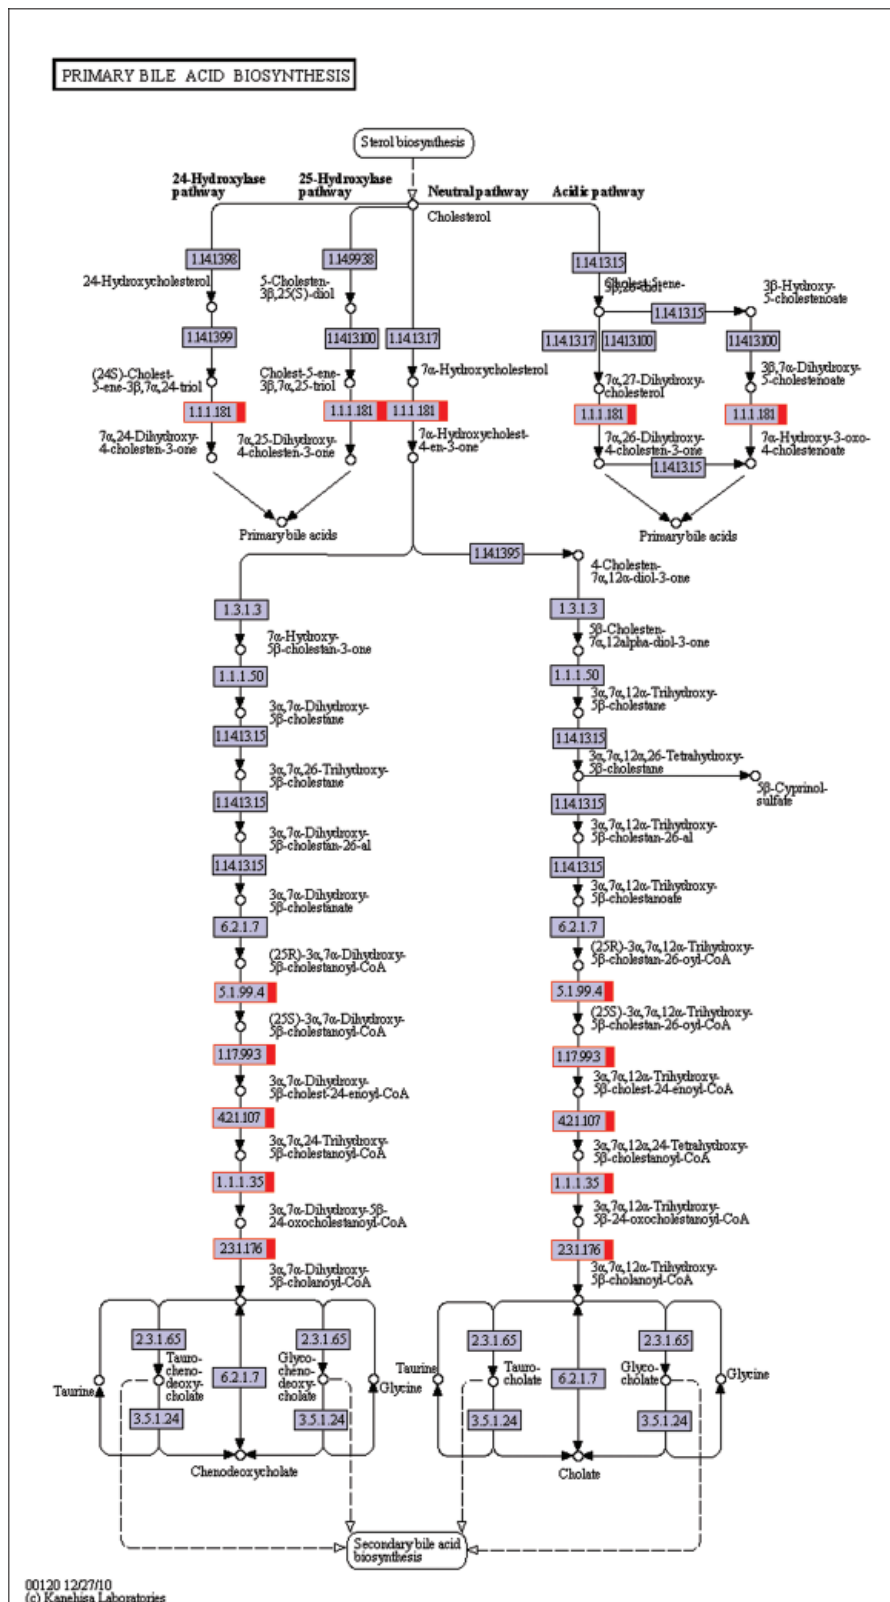 PRIMARY BILE ACID BIOSYNTHESIS
Sterol biosynthesis
24-Hydroxylase
pathway
25-Hydroxylase
pathway
Neutral pathway
Acidic pathway
Cholesterol
1.14.1398
1.14.99.38
1.14.13.15
24-Hydroxycholesterol
5-Cholesten-
3β,25(S)-diol
Cholest-5-ene-
3β,26-diol
3β-Hydroxy-
5-cholestenoate
1.14.13.15
1.14.1399
1.14.13.100
1.14.13.17
1.14.13.17
1.14.13.100
1.14.13.100
(24S)-Cholest-
5-ene-3β,7α,24-triol
Cholest-5-ene-
3β,7α,25-triol
7α-Hydroxycholesterol
7α,27-Dihydroxy-
cholesterol
3β,7α-Dihydroxy-
5-cholestenoate
1.1.1.181
1.1.1.181
1.1.1.181
1.1.1.181
1.1.1.181
7α,24-Dihydroxy-
4-cholesten-3-one
7α,25-Dihydroxy-
4-cholesten-3-one
7α-Hydroxycholest-
4-en-3-one
7α,26-Dihydroxy-
4-cholesten-3-one
7α-Hydroxy-3-oxo-
4-cholestenoate
1.14.13.15
Primary bile acids
Primary bile acids
1.14.1395
4-Cholesten-
7α,12α-diol-3-one
1.3.1.3
1.3.1.3
7α-Hydroxy-
5β-cholestan-3-one
5β-Cholesten-
7α,12alpha-diol-3-one
1.1.1.50
1.1.1.50
3α,7α-Dihydroxy-
5β-cholestane
3α,7α,12α-Trihydroxy-
5β-cholestane
1.14.13.15
1.14.13.15
3α,7α,26-Trihydroxy-
5β-cholestane
3α,7α,12α,26-Tetrahydroxy-
5β-cholestane
5β-Cyprinol-
sulfate
1.14.13.15
1.14.13.15
3α,7α-Dihydroxy-
5β-cholestan-26-al
3α,7α,12α-Trihydroxy-
5β-cholestan-26-al
1.14.13.15
1.14.13.15
3α,7α-Dihydroxy-
5β-cholestanate
3α,7α,12α-Trihydroxy-
5β-cholestanoate
6.2.1.7
6.2.1.7
(25R)-3α,7α-Dihydroxy-
5β-cholestanoyl-CoA
(25R)-3α,7α,12α-Trihydroxy-
5β-cholestan-26-oyl-CoA
5.1.99.4
5.1.99.4
(25S)-3α,7α-Dihydroxy-
5β-cholestanoyl-CoA
(25S)-3α,7α,12α-Trihydroxy-
5β-cholestan-26-oyl-CoA
1.17.99.3
1.17.99.3
3α,7α-Dihydroxy-
5β-cholest-24-enoyl-CoA
3α,7α,12α-Trihydroxy-
5β-cholest-24-enoyl-CoA
4.2.1.107
4.2.1.107
3α,7α,24-Trihydroxy-
5β-cholestanoyl-CoA
3α,7α,12α,24-Tetrahydroxy-
5β-cholestanoyl-CoA
1.1.1.35
1.1.1.35
3α,7α-Dihydroxy-5β-
24-oxocholestanoyl-CoA
3α,7α,12α-Trihydroxy-
5β-24-oxocholestanoyl-CoA
2.3.1.176
2.3.1.176
3α,7α-Dihydroxy-
5β-cholanoyl-CoA
3α,7α,12α-Trihydroxy-
5β-cholanoyl-CoA
2.3.1.65
2.3.1.65
2.3.1.65
2.3.1.65
Taurine
Tauro-
cheno-
deoxy-
cholate
6.2.1.7
Glyco-
cheno-
deoxy-
cholate
Glycine
Taurine
Tauro-
cholate
6.2.1.7
Glyco-
cholate
Glycine
3.5.1.24
3.5.1.24
3.5.1.24
3.5.1.24
Chenodeoxycholate
Cholate
Secondary bile acid
biosynthesis
00120 12/27/10
(c) Kanehisa Laboratories